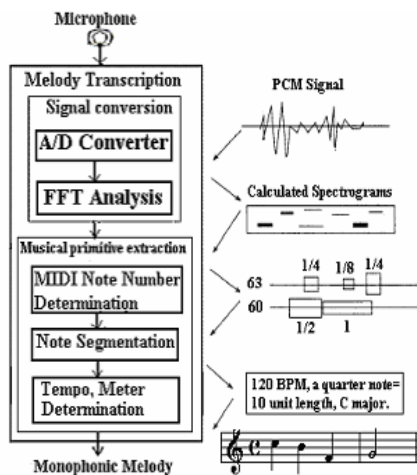 Microphone
Melody Transcription
Signal conversion
A/D Converter
FFT Analysis
Musical primitive extraction
MIDI Note Number
Determination
Note Segmentation
Tempo, Meter
Determination
Monophonic Melody
PCM Signal
Calculated Spectrograms
1/4 1/8 1/4
63
60
1/2 1
120 BPM, a quarter note=
10 unit length, C major.